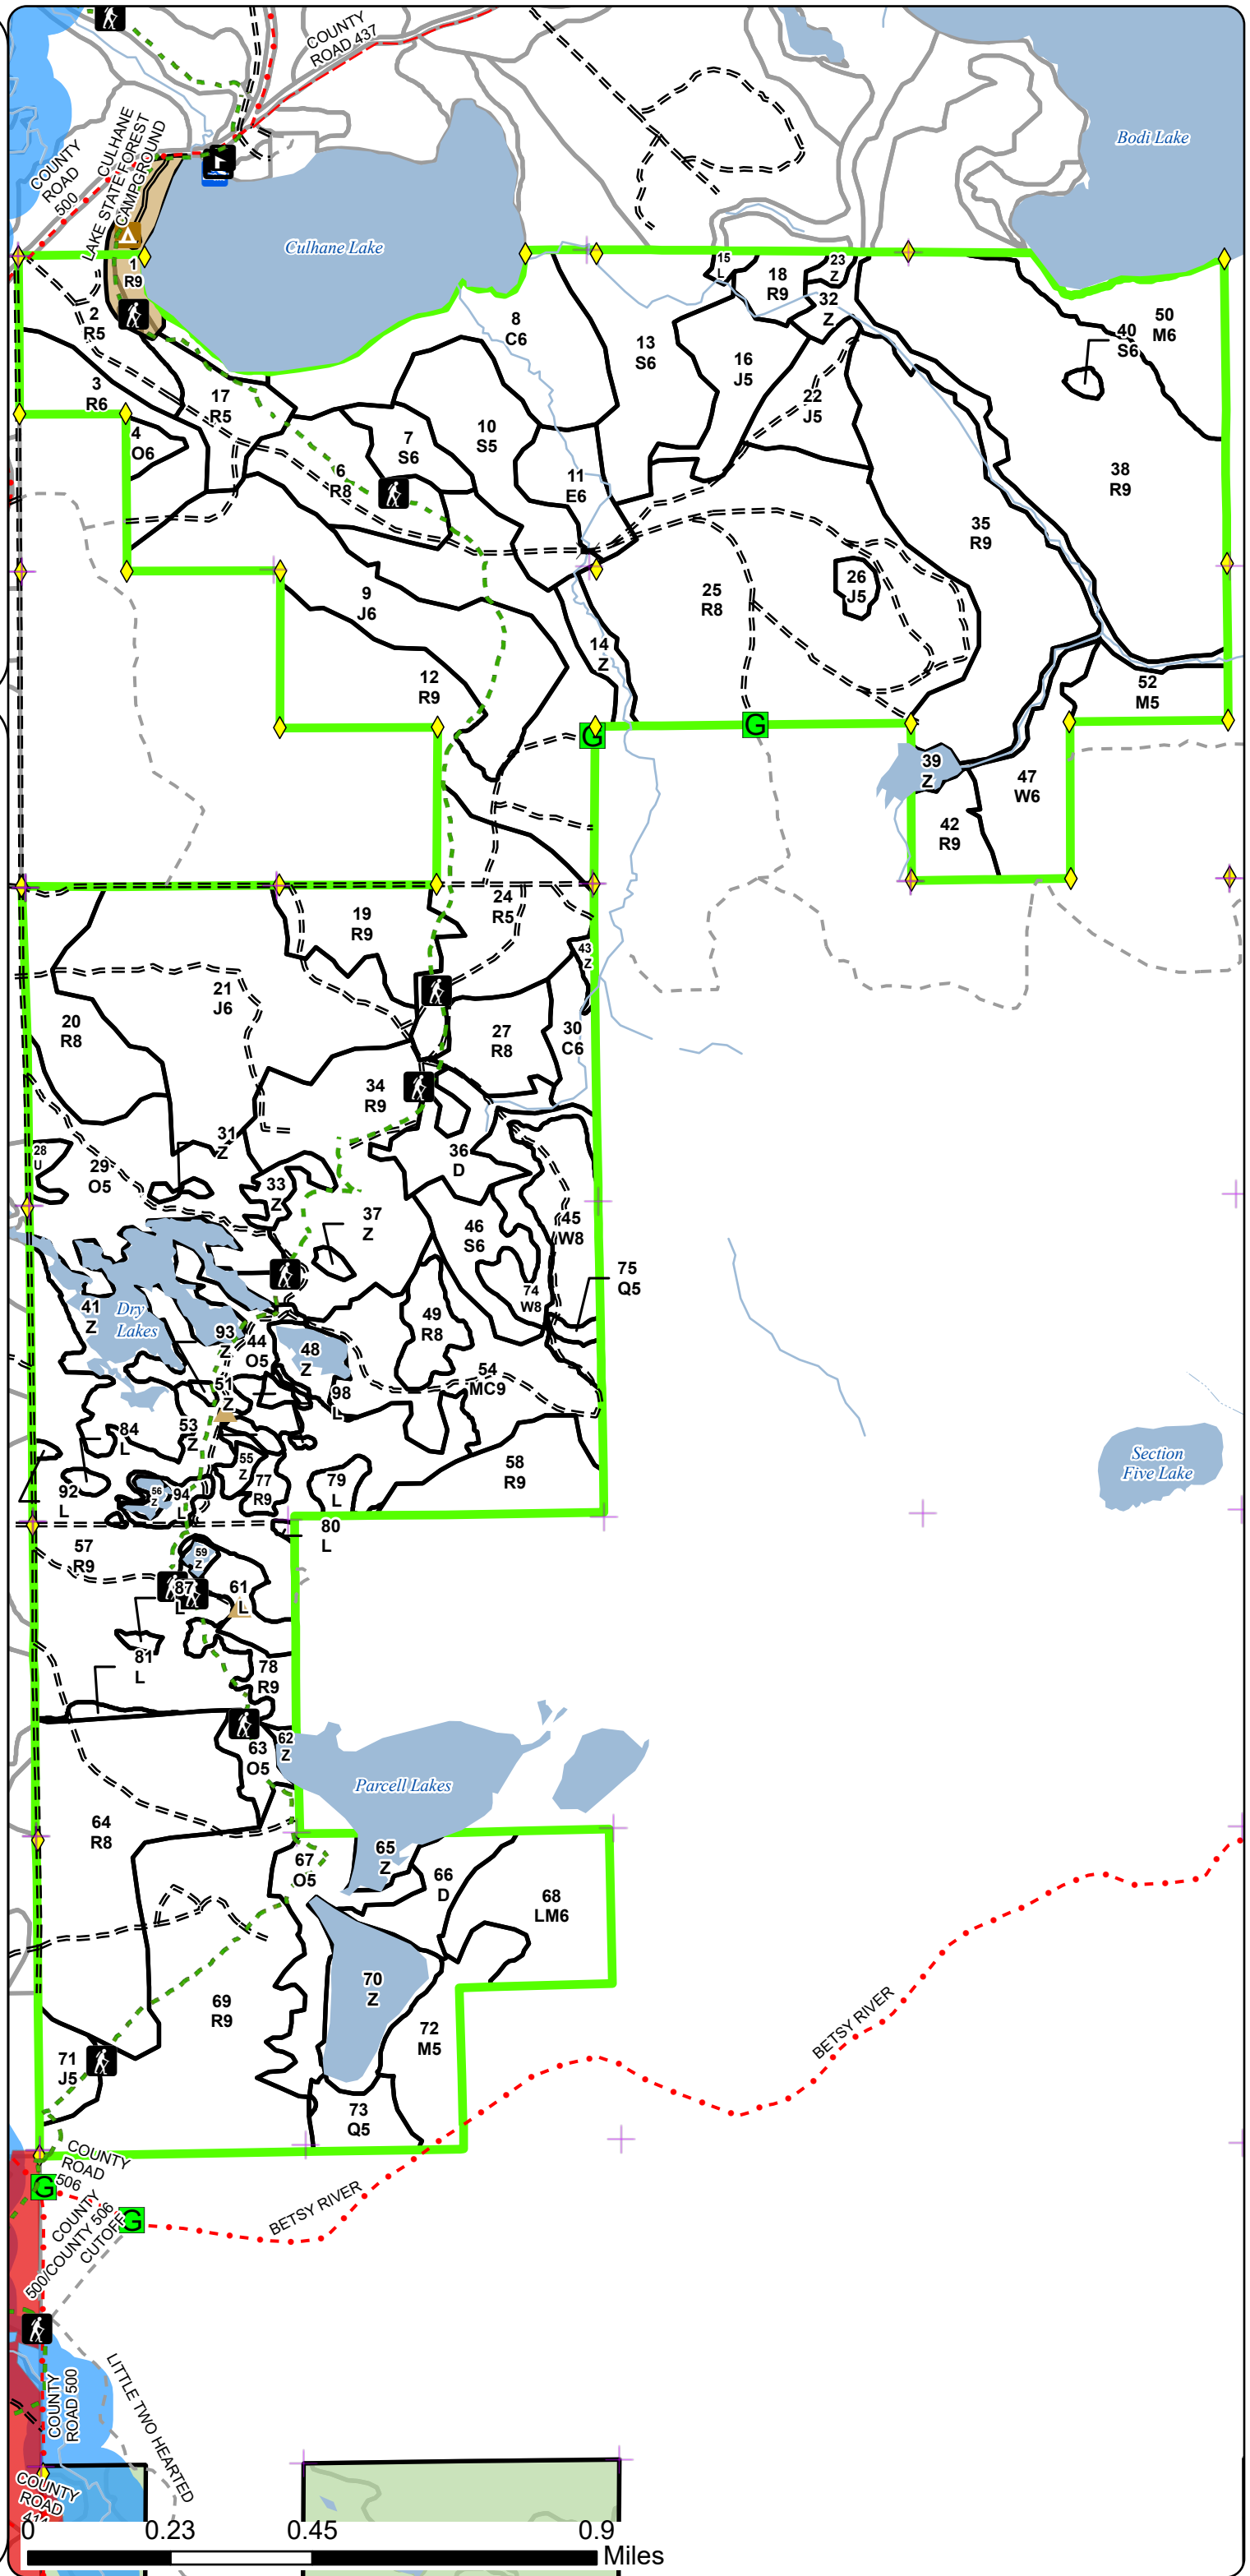 COUNTY
ROAD 437
Bodi Lake
COUNTY
ROAD
500
CULHANE
LAKE STATE FOREST
CAMPGROUND
Culhane Lake
1
R9
2
R5
3
R6
4
O6
17
R5
6
R8
7
S6
8
C6
10
S5
11
E6
13
S6
15
L
18
R9
23
Z
32
Z
16
J5
22
J5
50
M6
40
S6
38
R9
35
R9
9
J6
12
R9
14
Z
25
R8
26
J5
52
M5
G
G
39
Z
47
W6
42
R9
19
R9
24
R5
43
Z
21
J6
20
R8
27
R8
30
C6
34
R9
31
Z
28
U
29
O5
33
Z
36
D
37
Z
46
S6
45
W8
75
Q5
74
W8
41
Z
Dry
Lakes
93
Z
44
O5
48
Z
49
R8
54
MC9
51
Z
98
L
84
L
53
Z
55
Z
77
R9
79
L
58
R9
92
L
56
Z
94
L
Section
Five Lake
80
L
57
R9
59
Z
87
L
61
L
81
L
78
R9
62
Z
63
O5
Parcell Lakes
64
R8
65
Z
67
O5
66
D
68
LM6
70
Z
69
R9
72
M5
71
J5
73
Q5
BETSY RIVER
COUNTY
ROAD
506
G
COUNTY
500/COUNTY 506
CUTOFF
G
BETSY RIVER
COUNTY
ROAD 500
LITTLE TWO HEARTED
COUNTY
ROAD
414
0 0.23 0.45 0.9
Miles